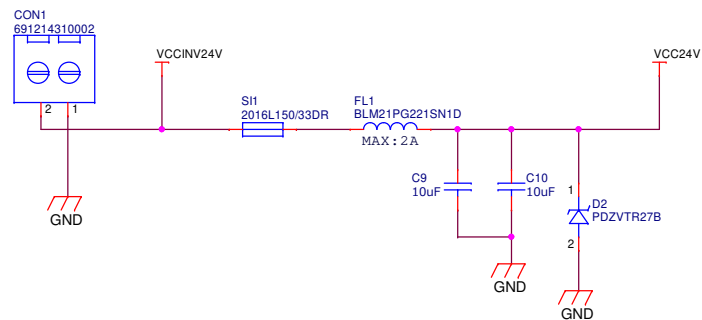 CON1
691214310002
2 1
GND
VCCINV24V
SI1
2016L150/33DR
FL1
BLM21PG221SN1D
MAX:2A
VCC24V
C9
10uF
C10
10uF
GND
1
D2
PDZVTR27B
2
GND